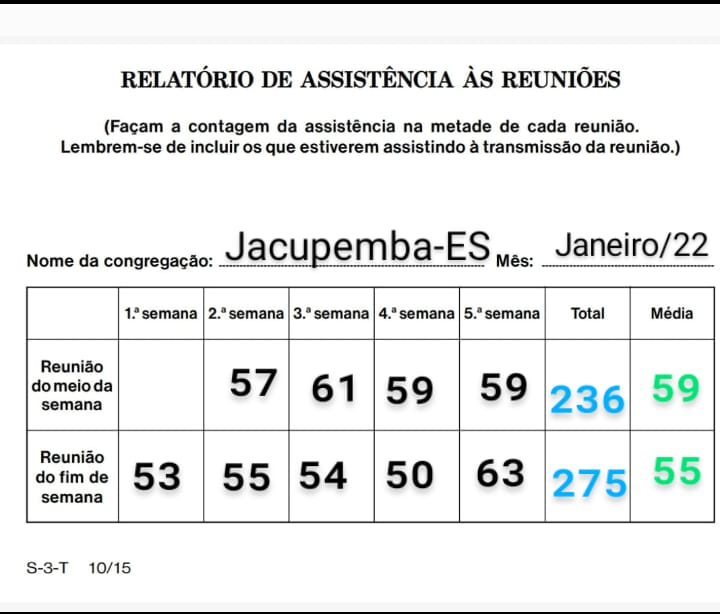 RELATÓRIO DE ASSISTÊNCIA ÀS REUNIÕES
(Façam a contagem da assistência na metade de cada reunião.
Lembrem-se de incluir os que estiverem assistindo à transmissão da reunião.)
Nome da congregação: Jacupemba-ES Mês: Janeiro/22
1.ª semana 2.ª semana 3.ª semana 4.ª semana 5.ª semana Total Média
Reunião
do meio da
semana
57 61 59 59 236 59
Reunião
do fim de
semana
53 55 54 50 63 275 55
S-3-T 10/15